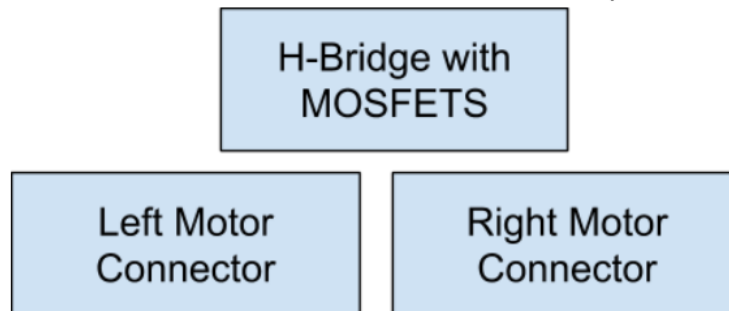 H-Bridge with
MOSFETS
Left Motor
Connector
Right Motor
Connector